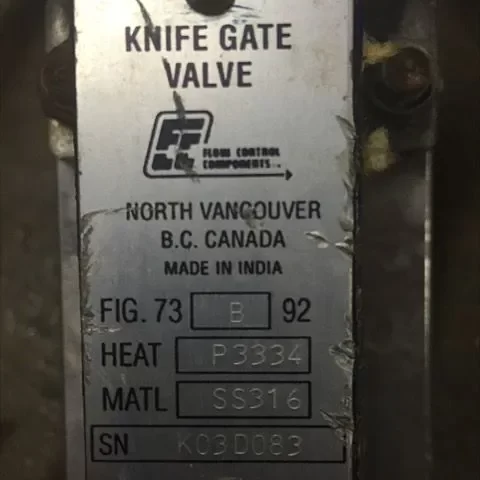 KNIFE GATE
VALVE
FLOW CONTROL
COMPONENTS
NORTH VANCOUVER
B.C. CANADA
MADE IN INDIA
FIG. 73 B 92
HEAT P3334
MATL SS316
SN K03D083